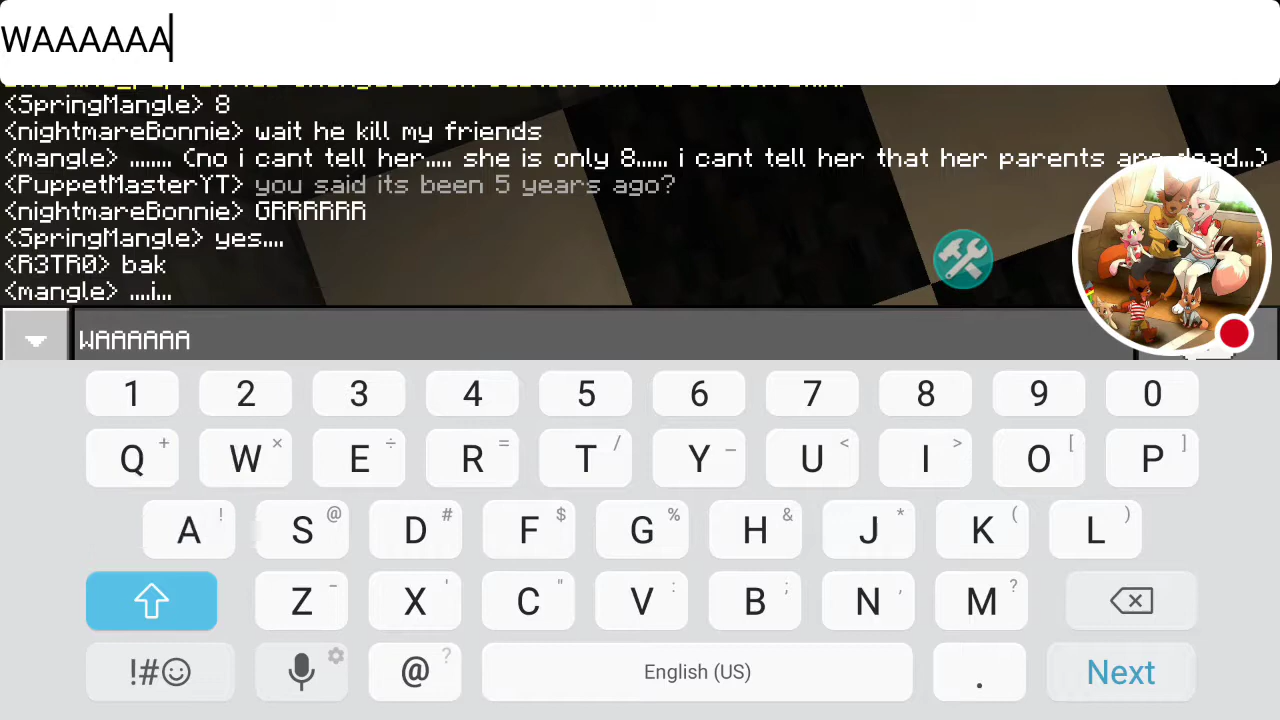 WAAAAAA
<SpringMangle> 8
<nightmareBonnie> wait he kill my friends
<mangle> ....... (no i cant tell her..... she is only 8..... i cant tell her that her parents are dead...)
<PuppetMasterYT> you said its been 5 years ago?
<nightmareBonnie> GRRRRRR
<SpringMangle> yes....
<R3TR0> bak
<mangle> ....i...
WAAAAAA
1 2 3 4 5 6 7 8 9 0
Q + W × E ÷ R = T / Y _ U < I > O [ P ]
A ! S @ D # F $ G % H & J * K ( L )
Z - X ' C " V : B ; N , M ?
!#☺ @ ? English (US) . Next